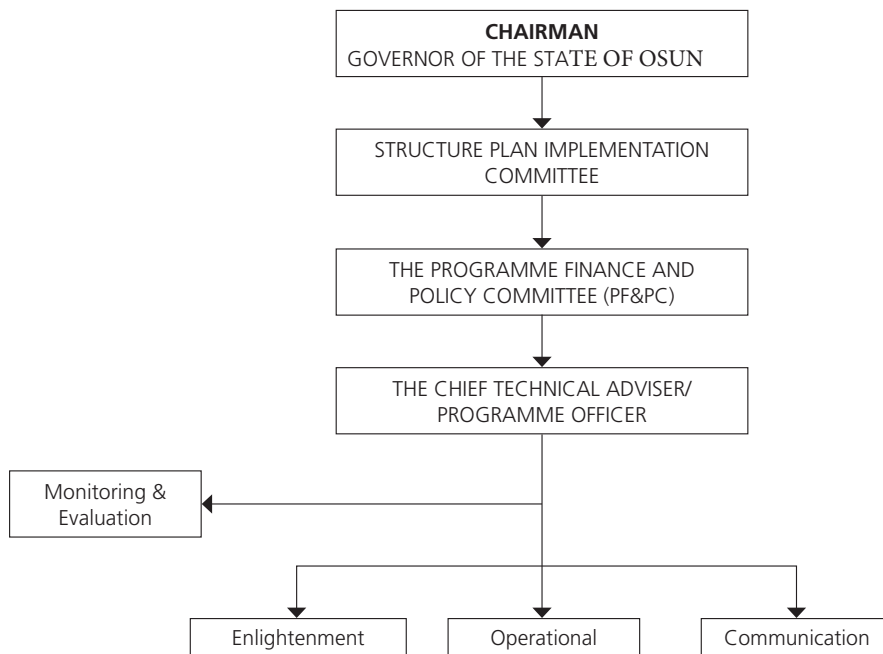 CHAIRMAN
GOVERNOR OF THE STATE OF OSUN
STRUCTURE PLAN IMPLEMENTATION
COMMITTEE
THE PROGRAMME FINANCE AND
POLICY COMMITTEE (PF&PC)
THE CHIEF TECHNICAL ADVISER/
PROGRAMME OFFICER
Monitoring &
Evaluation
Enlightenment
Operational
Communication